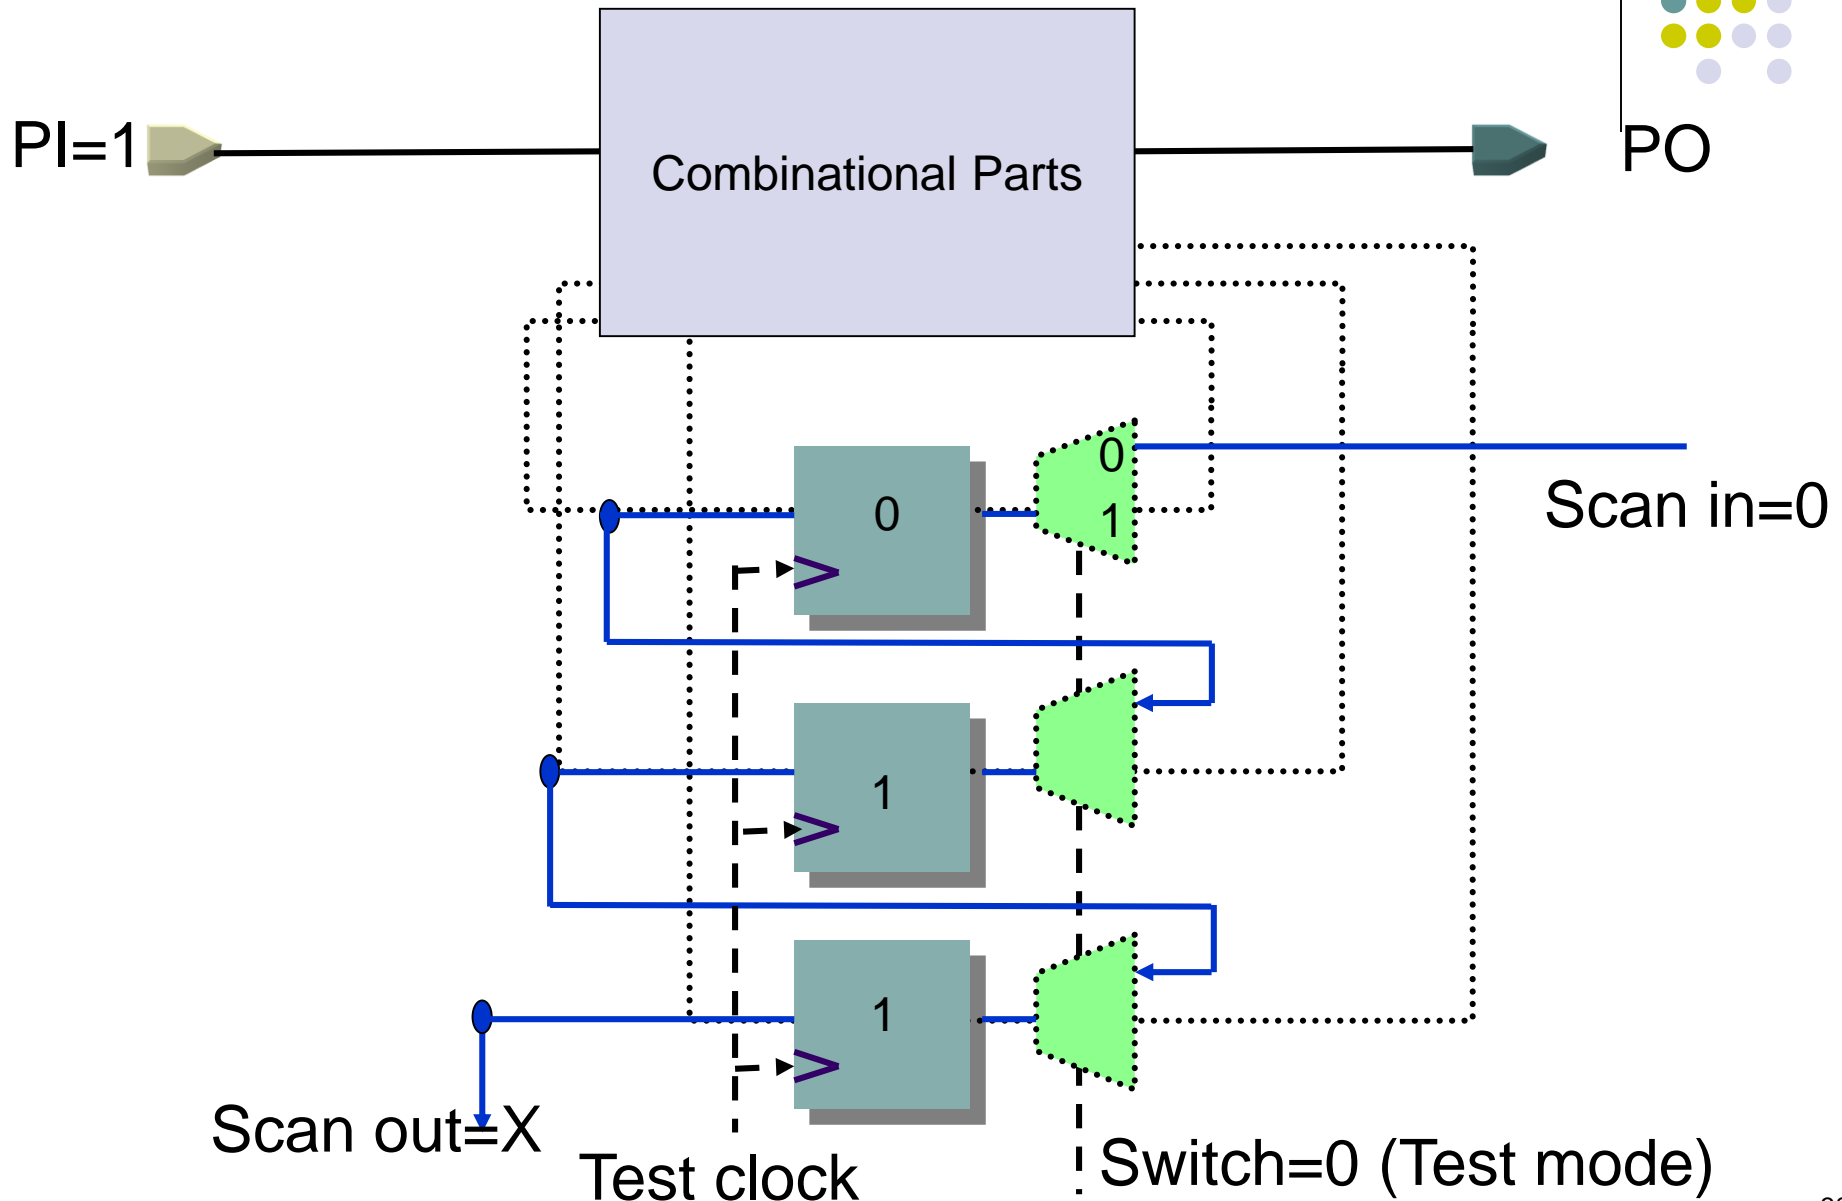 PI=1
Combinational Parts
PO
0
1
0
Scan in=0
1
1
Scan out=X
Test clock
Switch=0 (Test mode)